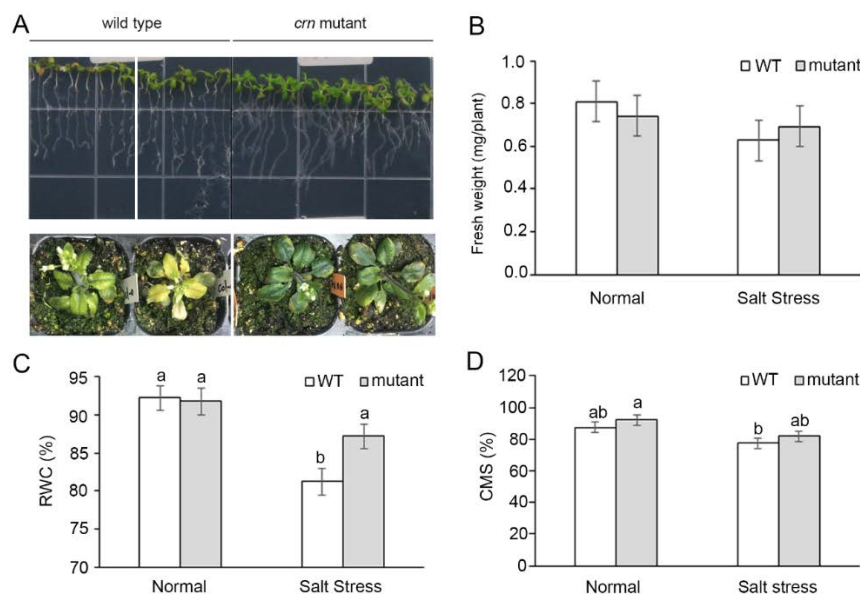 A
wild type
crn mutant
B
WT
mutant
Fresh weight (mg/plant)
1.0
0.8
0.6
0.4
0.2
0.0
Normal
Salt Stress
C
WT
mutant
RWC (%)
95
90
85
80
75
70
a
a
b
a
Normal
Salt Stress
D
WT
mutant
CMS (%)
120
100
80
60
40
20
0
ab
a
b
ab
Normal
Salt stress